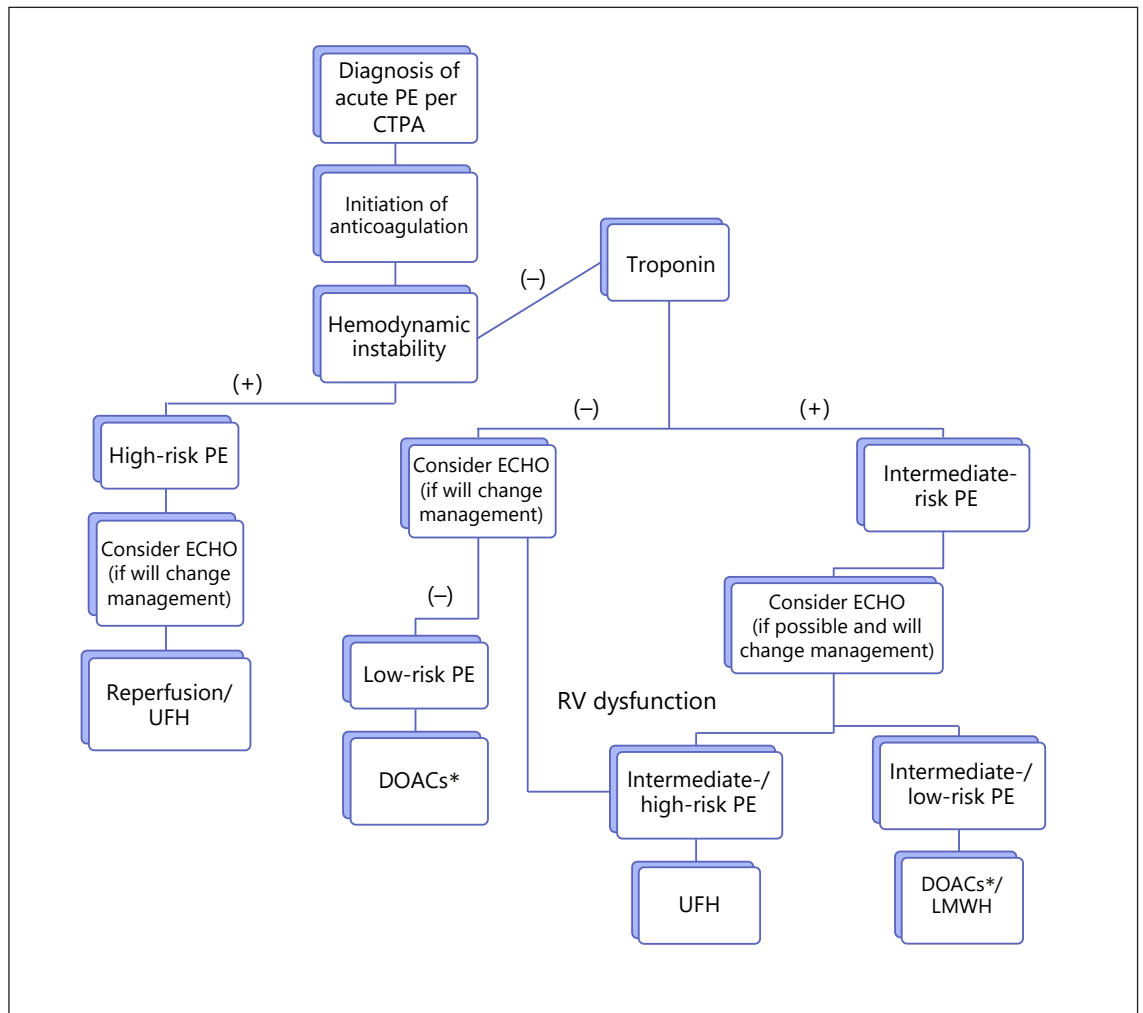 Diagnosis of
acute PE per
CTPA
Initiation of
anticoagulation
Troponin
(–)
Hemodynamic
instability
(+)
(–)
(+)
High-risk PE
Consider ECHO
(if will change
management)
Intermediate-
risk PE
Consider ECHO
(if will change
management)
(–)
Consider ECHO
(if possible and will
change management)
Low-risk PE
Reperfusion/
UFH
RV dysfunction
DOACs*
Intermediate-/
high-risk PE
Intermediate-/
low-risk PE
UFH
DOACs*/
LMWH